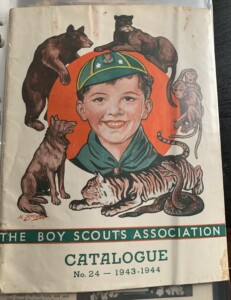 THE BOY SCOUTS ASSOCIATION
CATALOGUE
No. 24 — 1943-1944